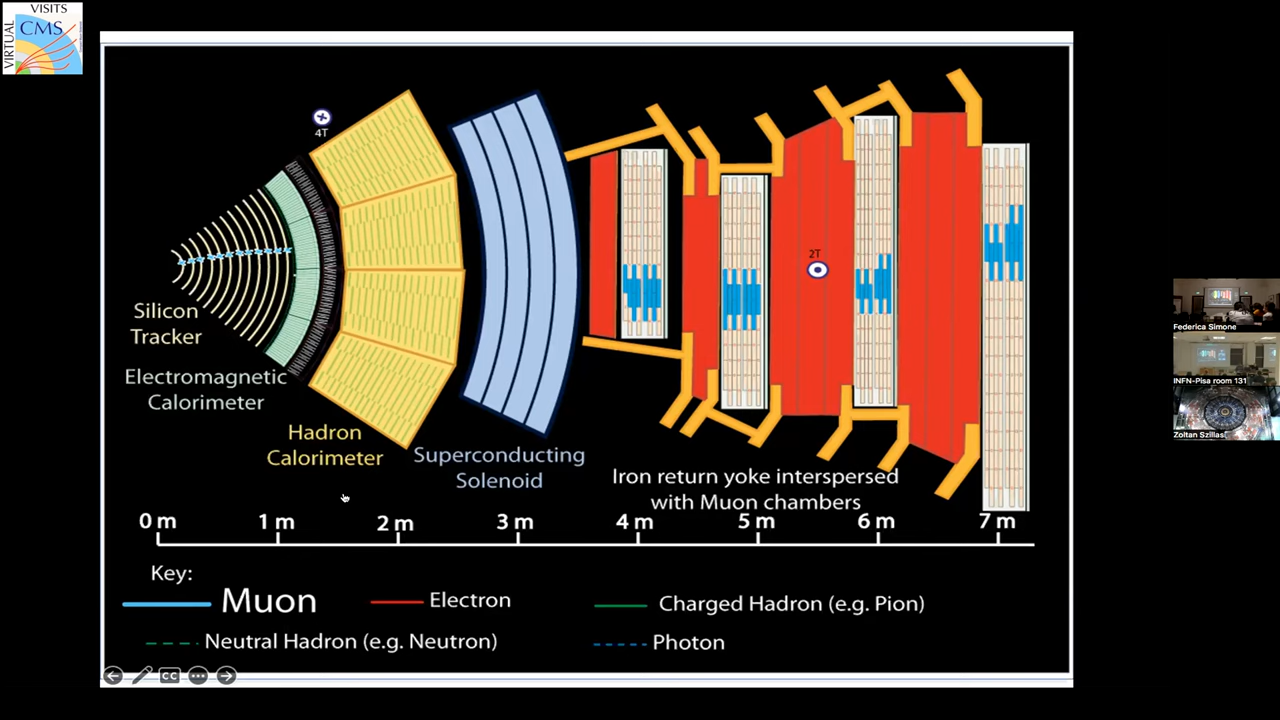 VISITS
VIRTUAL
CMS
4T
2T
Silicon
Tracker
Electromagnetic
Calorimeter
Hadron
Calorimeter
Superconducting
Solenoid
Iron return yoke interspersed
with Muon chambers
0 m
1 m
2 m
3 m
4 m
5 m
6 m
7 m
Key:
Muon
Electron
Charged Hadron (e.g. Pion)
Neutral Hadron (e.g. Neutron)
Photon
CC
Federica Simone
INFN-Pisa room 131
Zoltan Szillasi